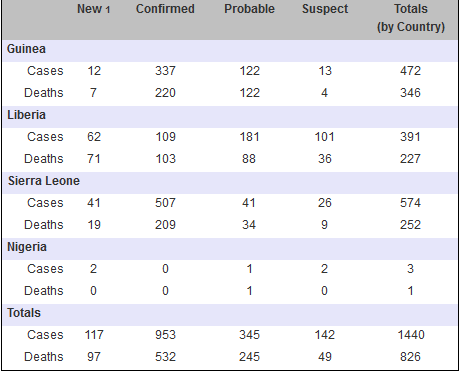 New 1 Confirmed Probable Suspect Totals
(by Country)
Guinea
Cases 12 337 122 13 472
Deaths 7 220 122 4 346
Liberia
Cases 62 109 181 101 391
Deaths 71 103 88 36 227
Sierra Leone
Cases 41 507 41 26 574
Deaths 19 209 34 9 252
Nigeria
Cases 2 0 1 2 3
Deaths 0 0 1 0 1
Totals
Cases 117 953 345 142 1440
Deaths 97 532 245 49 826